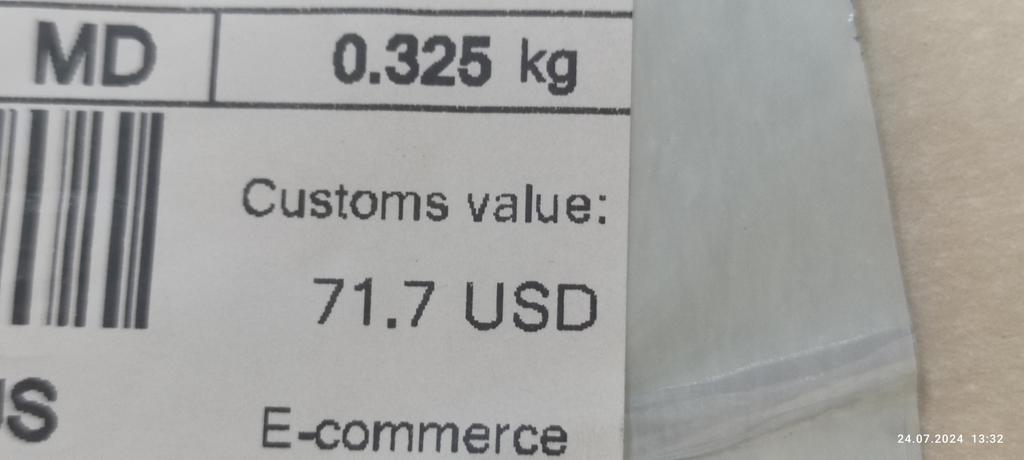 MD 0.325 kg
Customs value:
71.7 USD
E-commerce
24.07.2024 13:32